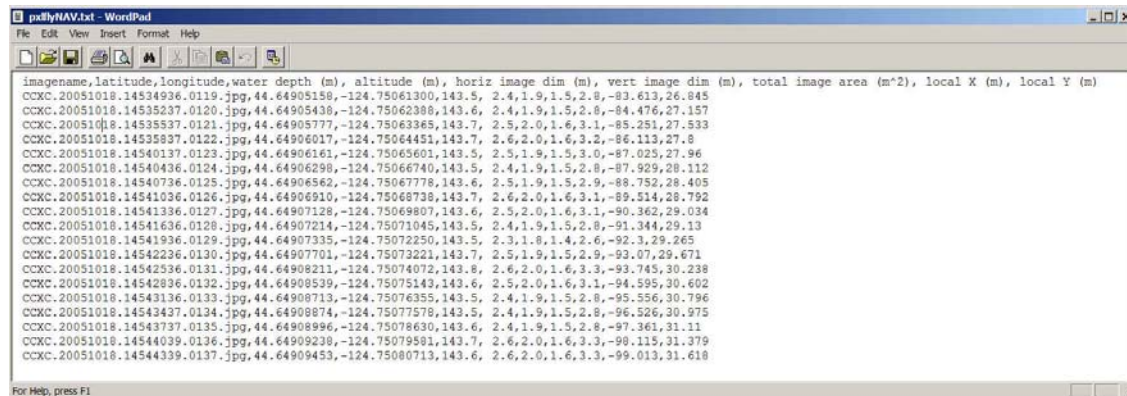 pxlllyNAV.txt - WordPad
File Edit View Insert Format Help
imagename,latitude,longitude,water depth (m), altitude (m), horiz image dim (m), vert image dim (m), total image area (m^2), local X (m), local Y (m)
CCXC.20051018.14534936.0119.jpg,44.64905158,-124.75061300,143.5, 2.4,1.9,1.5,2.8,-83.613,26.845
CCXC.20051018.14535237.0120.jpg,44.64905438,-124.75062388,143.6, 2.4,1.9,1.5,2.8,-84.476,27.157
CCXC.20051018.14535537.0121.jpg,44.64905777,-124.75063365,143.7, 2.5,2.0,1.6,3.1,-85.251,27.533
CCXC.20051018.14535837.0122.jpg,44.64906017,-124.75064451,143.7, 2.6,2.0,1.6,3.2,-86.113,27.8
CCXC.20051018.14540137.0123.jpg,44.64906161,-124.75065601,143.5, 2.5,1.9,1.5,3.0,-87.025,27.96
CCXC.20051018.14540436.0124.jpg,44.64906298,-124.75066740,143.5, 2.4,1.9,1.5,2.8,-87.929,28.112
CCXC.20051018.14540736.0125.jpg,44.64906562,-124.75067778,143.6, 2.5,1.9,1.5,2.9,-88.752,28.405
CCXC.20051018.14541036.0126.jpg,44.64906910,-124.75068738,143.7, 2.6,2.0,1.6,3.1,-89.514,28.792
CCXC.20051018.14541336.0127.jpg,44.64907128,-124.75069807,143.6, 2.5,2.0,1.6,3.1,-90.362,29.034
CCXC.20051018.14541636.0128.jpg,44.64907214,-124.75071045,143.5, 2.4,1.9,1.5,2.8,-91.344,29.13
CCXC.20051018.14541936.0129.jpg,44.64907335,-124.75072250,143.5, 2.3,1.8,1.4,2.6,-92.3,29.265
CCXC.20051018.14542236.0130.jpg,44.64907701,-124.75073221,143.7, 2.5,1.9,1.5,2.9,-93.07,29.671
CCXC.20051018.14542536.0131.jpg,44.64908211,-124.75074072,143.8, 2.6,2.0,1.6,3.3,-93.745,30.238
CCXC.20051018.14542836.0132.jpg,44.64908539,-124.75075143,143.6, 2.5,2.0,1.6,3.1,-94.595,30.602
CCXC.20051018.14543136.0133.jpg,44.64908713,-124.75076355,143.5, 2.4,1.9,1.5,2.8,-95.556,30.796
CCXC.20051018.14543437.0134.jpg,44.64908874,-124.75077578,143.5, 2.4,1.9,1.5,2.8,-96.526,30.975
CCXC.20051018.14543737.0135.jpg,44.64908996,-124.75078630,143.6, 2.4,1.9,1.5,2.8,-97.361,31.11
CCXC.20051018.14544039.0136.jpg,44.64909238,-124.75079581,143.7, 2.6,2.0,1.6,3.3,-98.115,31.379
CCXC.20051018.14544339.0137.jpg,44.64909453,-124.75080713,143.6, 2.6,2.0,1.6,3.3,-99.013,31.618
For Help, press F1